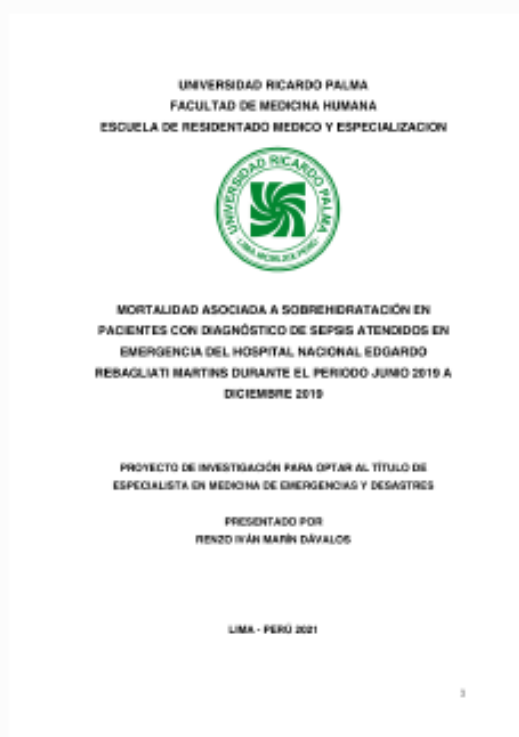 UNIVERSIDAD RICARDO PALMA
FACULTAD DE MEDICINA HUMANA
ESCUELA DE RESIDENTADO MEDICO Y ESPECIALIZACION
UNIVERSIDAD RICARDO PALMA
MORTALIDAD ASOCIADA A SOBREHIDRATACIÓN EN
PACIENTES CON DIAGNÓSTICO DE SEPSIS ATENDIDOS EN
EMERGENCIA DEL HOSPITAL NACIONAL EDGARDO
REBAGLIATI MARTINS DURANTE EL PERIODO JUNIO 2019 A
DICIEMBRE 2019
PROYECTO DE INVESTIGACIÓN PARA OPTAR AL TÍTULO DE
ESPECIALISTA EN MEDICINA DE EMERGENCIAS Y DESASTRES
PRESENTADO POR
RENZO IVÁN MARÍN DÁVALOS
LIMA - PERÚ 2021